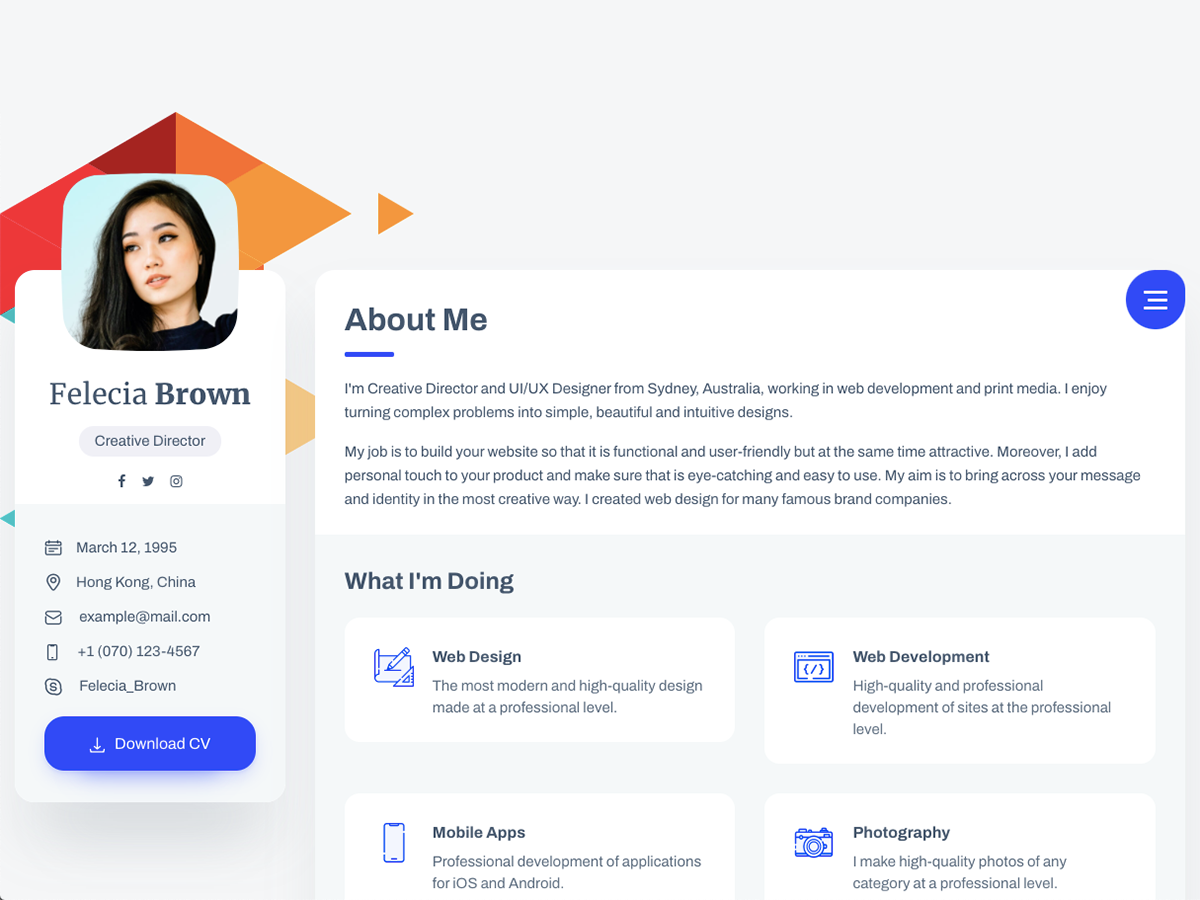 Felecia Brown
Creative Director
March 12, 1995
Hong Kong, China
example@mail.com
+1 (070) 123-4567
Felecia_Brown
Download CV
About Me
I'm Creative Director and UI/UX Designer from Sydney, Australia, working in web development and print media. I enjoy
turning complex problems into simple, beautiful and intuitive designs.
My job is to build your website so that it is functional and user-friendly but at the same time attractive. Moreover, I add
personal touch to your product and make sure that is eye-catching and easy to use. My aim is to bring across your message
and identity in the most creative way. I created web design for many famous brand companies.
What I'm Doing
Web Design
The most modern and high-quality design
made at a professional level.
Web Development
High-quality and professional
development of sites at the professional
level.
Mobile Apps
Professional development of applications
for iOS and Android.
Photography
I make high-quality photos of any
category at a professional level.